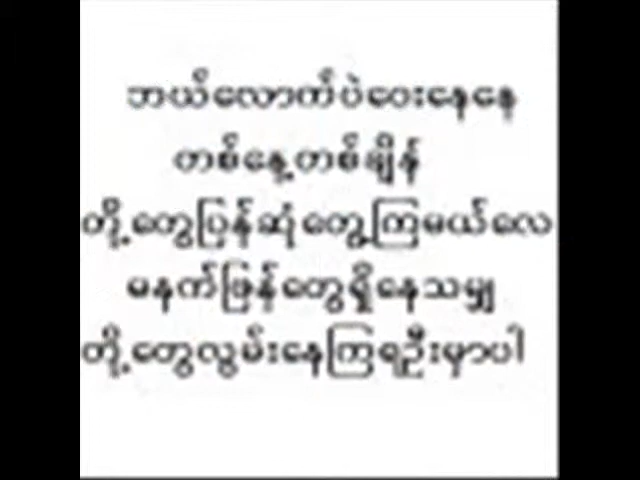 ဘယ်လောက်ပဲဝေးနေနေ
တစ်နေ့တစ်ချိန်
တို့တွေပြန်ဆုံတွေ့ကြမယ်လေ
မနက်ဖြန်တွေရှိနေသမျှ
တို့တွေလွမ်းနေကြရဦးမှာပါ